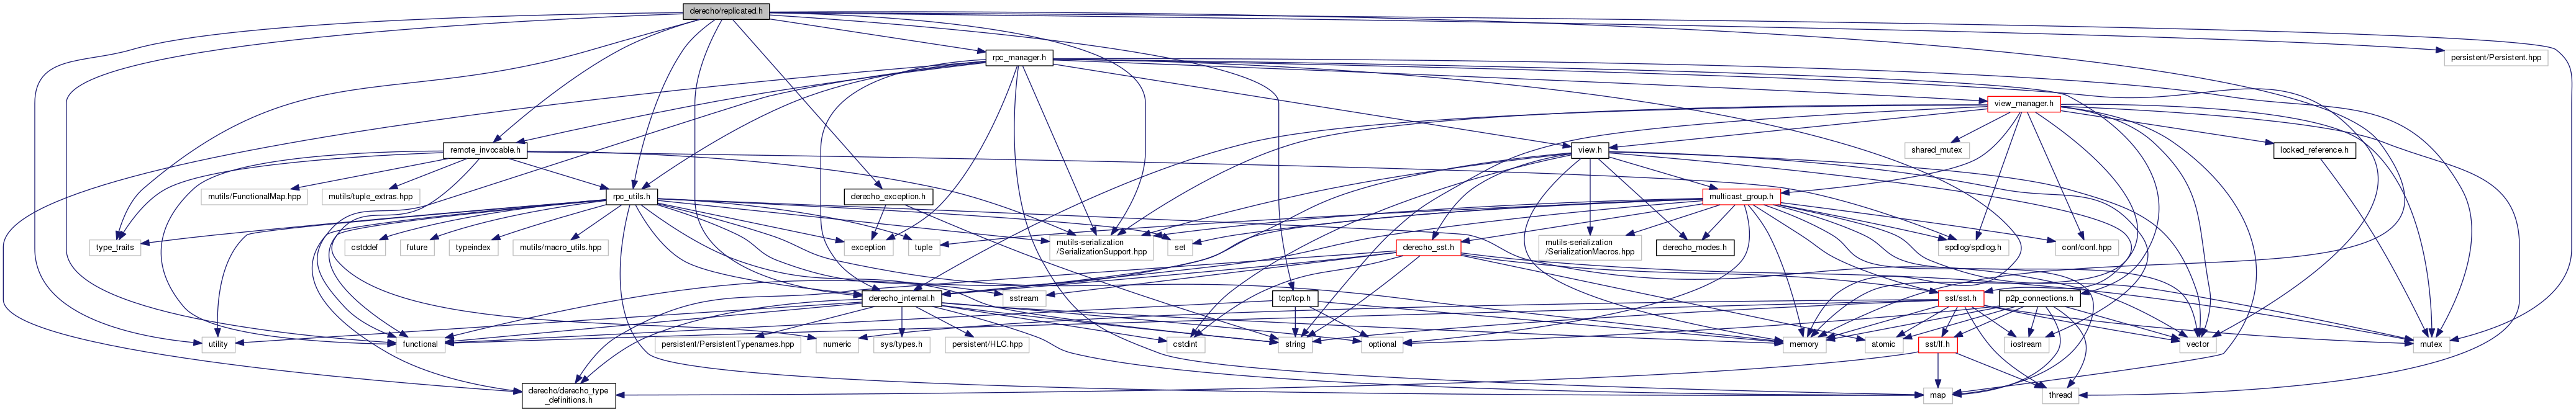 derecho/replicated.h
rpc_manager.h
persistent/Persistent.hpp
view_manager.h
remote_invocable.h
view.h
shared_mutex
locked_reference.h
mutils/FunctionalMap.hpp
mutils/tuple_extras.hpp
rpc_utils.h
derecho_exception.h
multicast_group.h
type_traits
cstddef
future
typeindex
mutils/macro_utils.hpp
exception
tuple
mutils-serialization
/SerializationSupport.hpp
set
derecho_sst.h
mutils-serialization
/SerializationMacros.hpp
derecho_modes.h
spdlog/spdlog.h
conf/conf.hpp
derecho_internal.h
sstream
tcp/tcp.h
sst/sst.h
p2p_connections.h
utility
functional
persistent/PersistentTypenames.hpp
numeric
sys/types.h
persistent/HLC.hpp
cstdint
string
optional
memory
atomic
sst/lf.h
iostream
vector
mutex
derecho/derecho_type
_definitions.h
map
thread